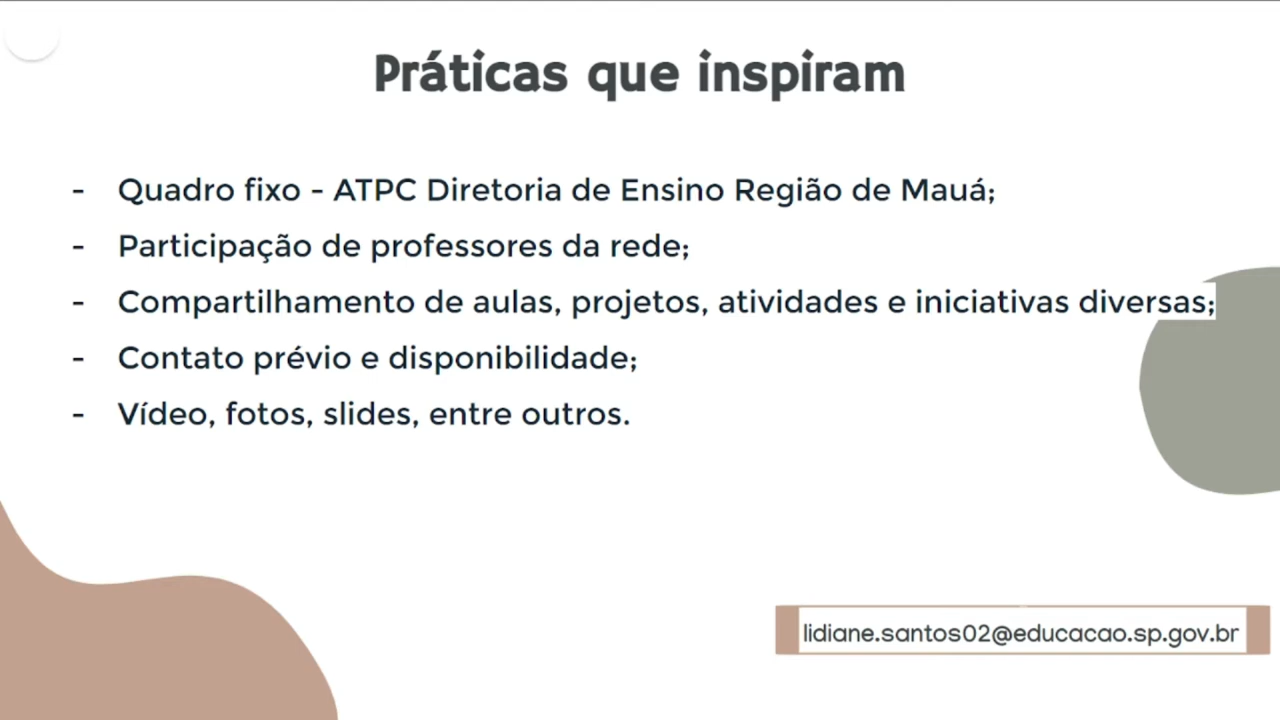 Práticas que inspiram
- Quadro fixo - ATPC Diretoria de Ensino Região de Mauá;
- Participação de professores da rede;
- Compartilhamento de aulas, projetos, atividades e iniciativas diversas;
- Contato prévio e disponibilidade;
- Vídeo, fotos, slides, entre outros.
lidiane.santos02@educacao.sp.gov.br